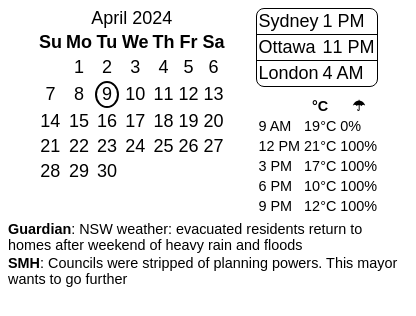 April 2024
Su Mo Tu We Th Fr Sa
1 2 3 4 5 6
7 8 9 10 11 12 13
14 15 16 17 18 19 20
21 22 23 24 25 26 27
28 29 30
Sydney 1 PM
Ottawa 11 PM
London 4 AM
°C ☂
9 AM 19°C 0%
12 PM 21°C 100%
3 PM 17°C 100%
6 PM 10°C 100%
9 PM 12°C 100%
Guardian: NSW weather: evacuated residents return to
homes after weekend of heavy rain and floods
SMH: Councils were stripped of planning powers. This mayor
wants to go further